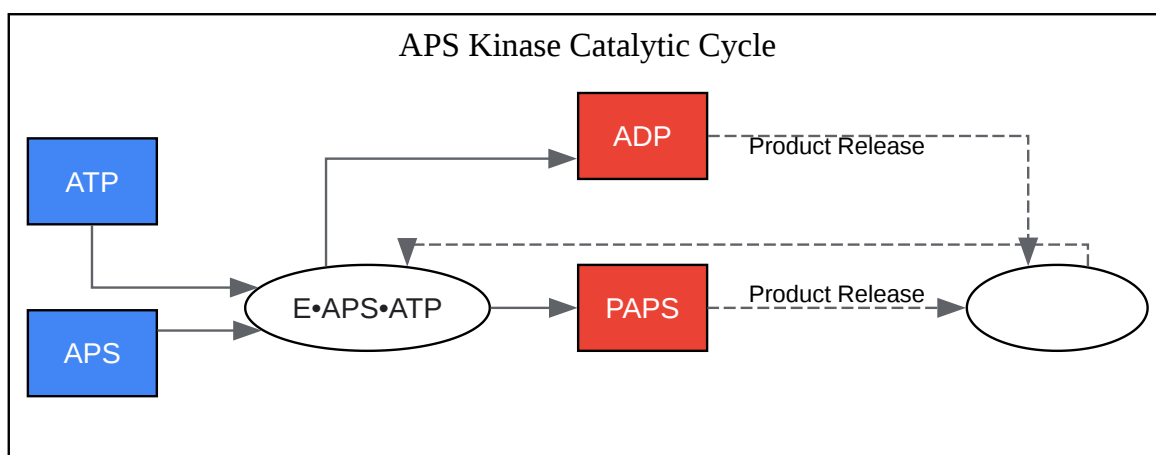 APS Kinase Catalytic Cycle
ATP
APS
E•APS•ATP
ADP
PAPS
Product Release
Product Release